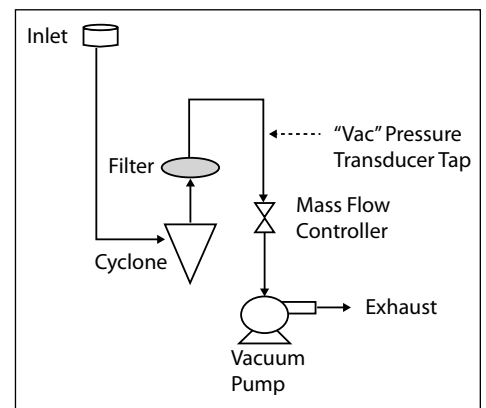 Inlet
“Vac” Pressure
Transducer Tap
Filter
Mass Flow
Controller
Cyclone
Exhaust
Vacuum
Pump